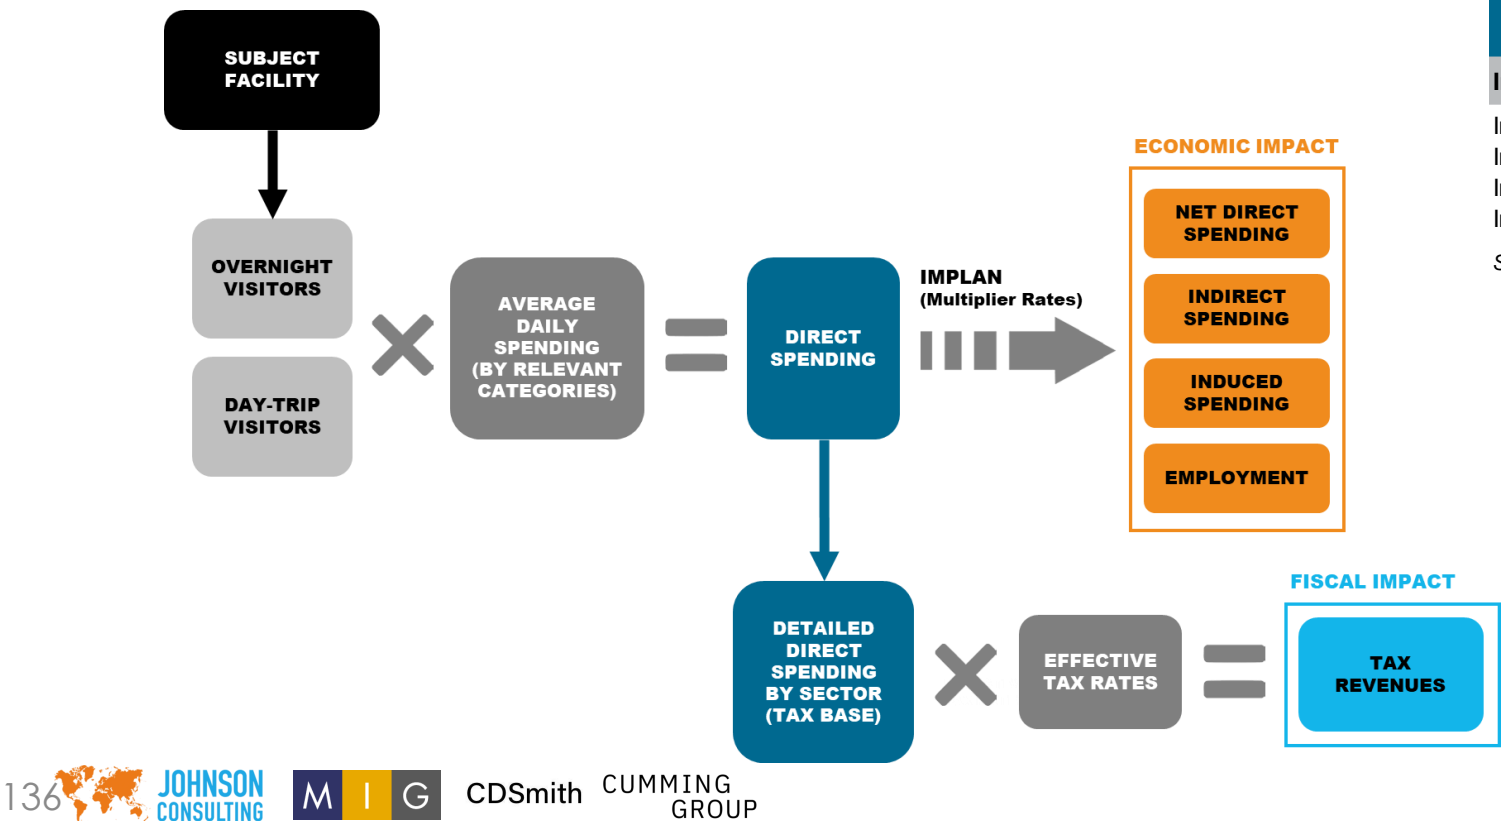 SUBJECT
FACILITY
OVERNIGHT
VISITORS
DAY-TRIP
VISITORS
AVERAGE
DAILY
SPENDING
(BY RELEVANT
CATEGORIES)
DIRECT
SPENDING
IMPLAN
(Multiplier Rates)
ECONOMIC IMPACT
NET DIRECT
SPENDING
INDIRECT
SPENDING
INDUCED
SPENDING
EMPLOYMENT
DETAILED
DIRECT
SPENDING
BY SECTOR
(TAX BASE)
EFFECTIVE
TAX RATES
FISCAL IMPACT
TAX
REVENUES
136
JOHNSON
CONSULTING
M I G
CDSmith
CUMMING
GROUP